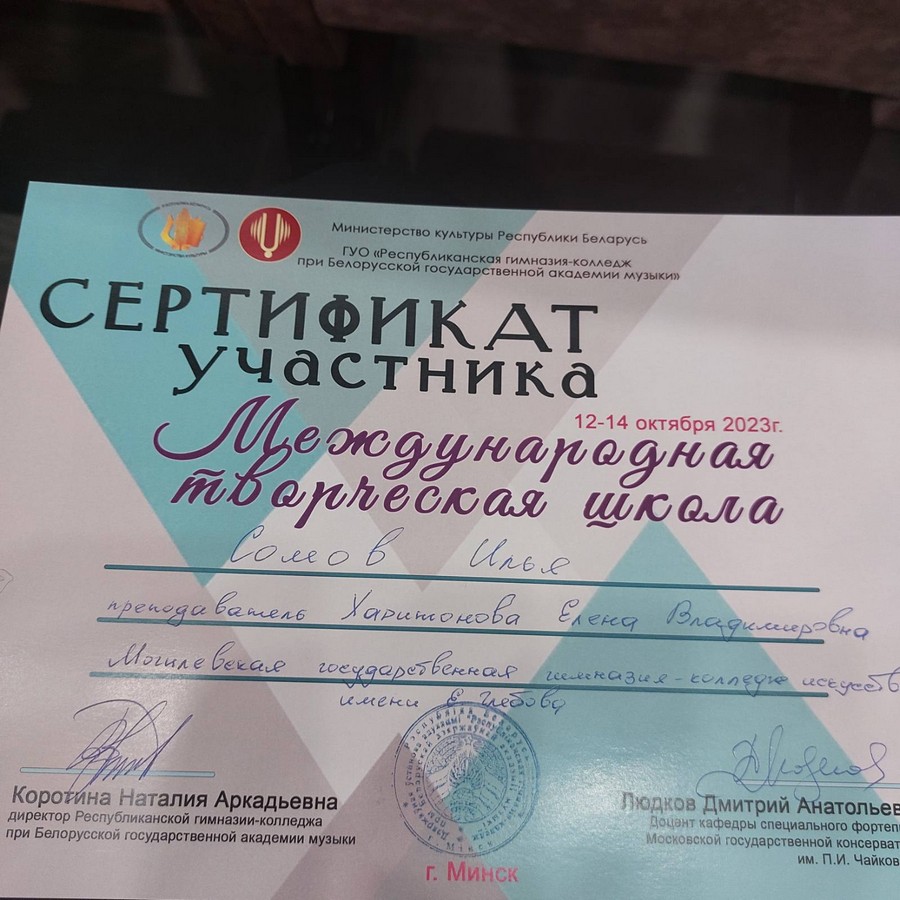 Министерство культуры Республики Беларусь
ГУО «Республиканская гимназия-колледж
при Белорусской государственной академии музыки»
СЕРТИФИКАТ
участника
12-14 октября 2023г.
Международная
творческая школа
Сомов Илья
преподаватель Харитонова Елена Владимировна
Могилевская государственная гимназия-колледж искусств
имени Е. Глебова
Коротина Наталия Аркадьевна
директор Республиканской гимназии-колледжа
при Белорусской государственной академии музыки
Людков Дмитрий Анатольев
Доцент кафедры специального фортеп
Московской государственной консерват
им. П.И. Чайков
г. Минск